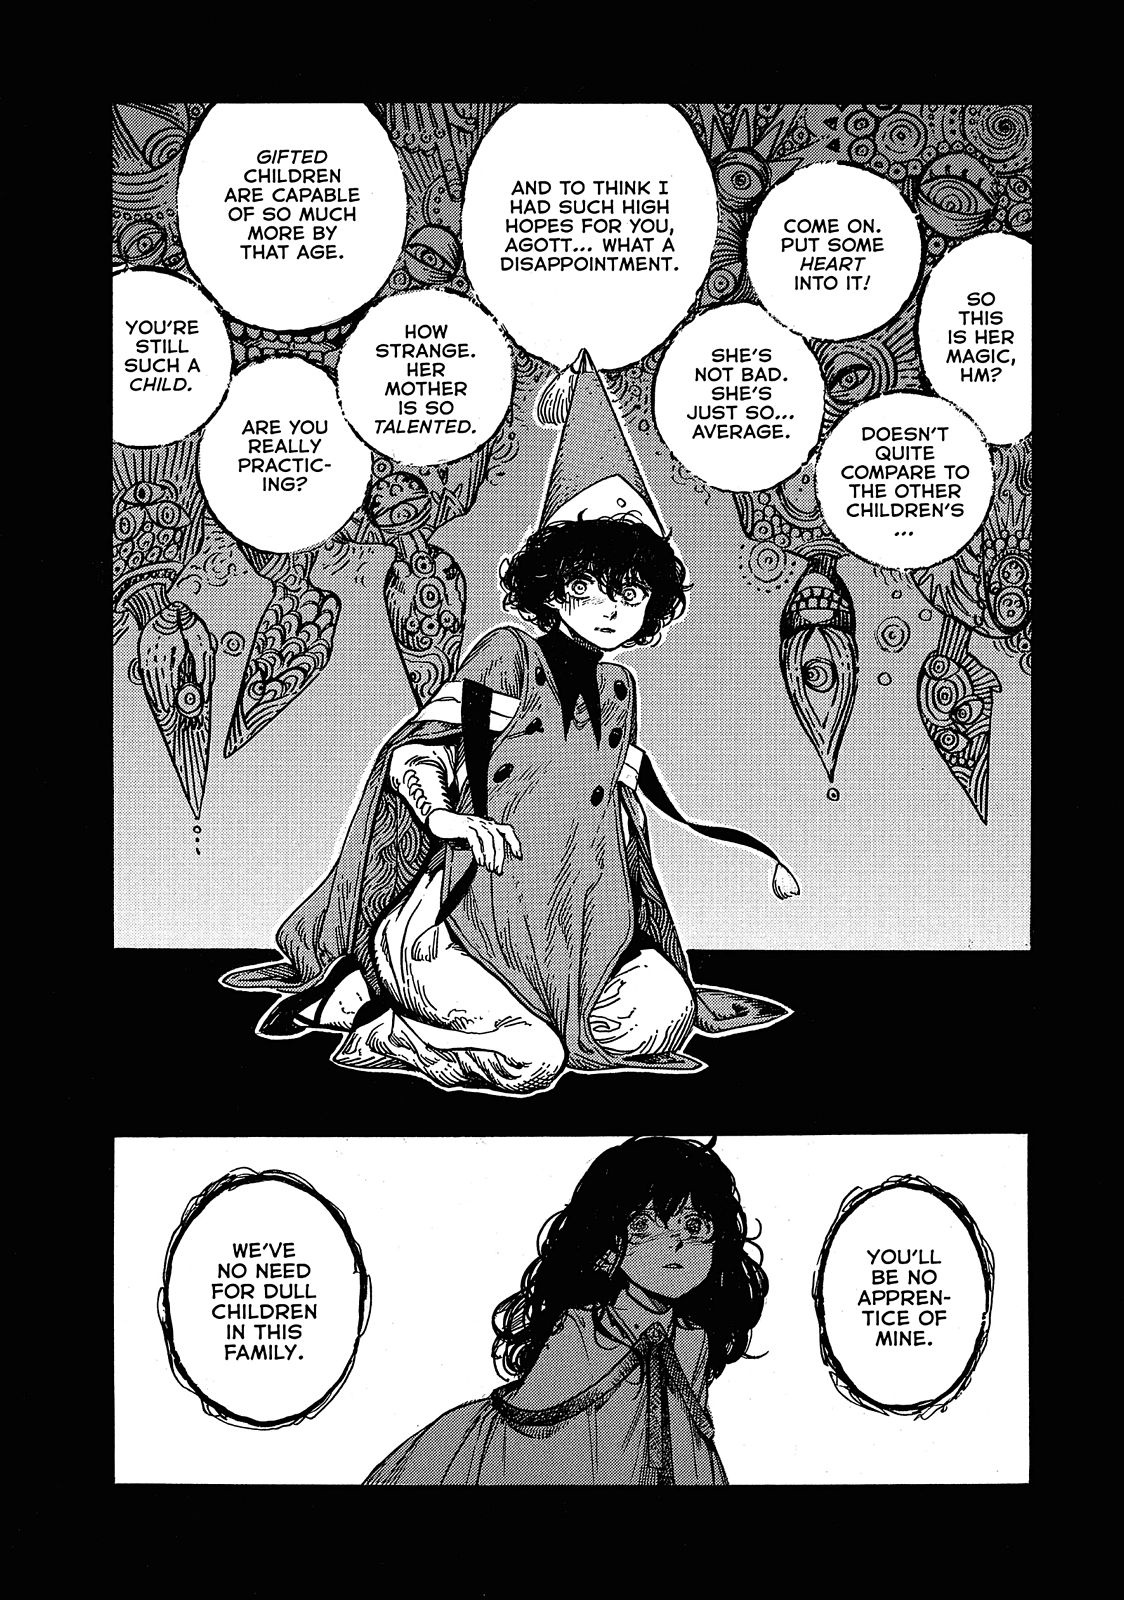 SO
THIS
IS HER
MAGIC,
HM?
COME ON.
PUT SOME
HEART
INTO IT!
DOESN'T
QUITE
COMPARE TO
THE OTHER
CHILDREN'S
...
AND TO THINK I
HAD SUCH HIGH
HOPES FOR YOU,
AGOTT... WHAT A
DISAPPOINTMENT.
SHE'S
NOT BAD.
SHE'S
JUST SO...
AVERAGE.
GIFTED
CHILDREN
ARE CAPABLE
OF SO MUCH
MORE BY
THAT AGE.
HOW
STRANGE.
HER
MOTHER
IS SO
TALENTED.
YOU'RE
STILL
SUCH A
CHILD.
ARE YOU
REALLY
PRACTIC-
ING?
YOU'LL
BE NO
APPREN-
TICE OF
MINE.
WE'VE
NO NEED
FOR DULL
CHILDREN
IN THIS
FAMILY.